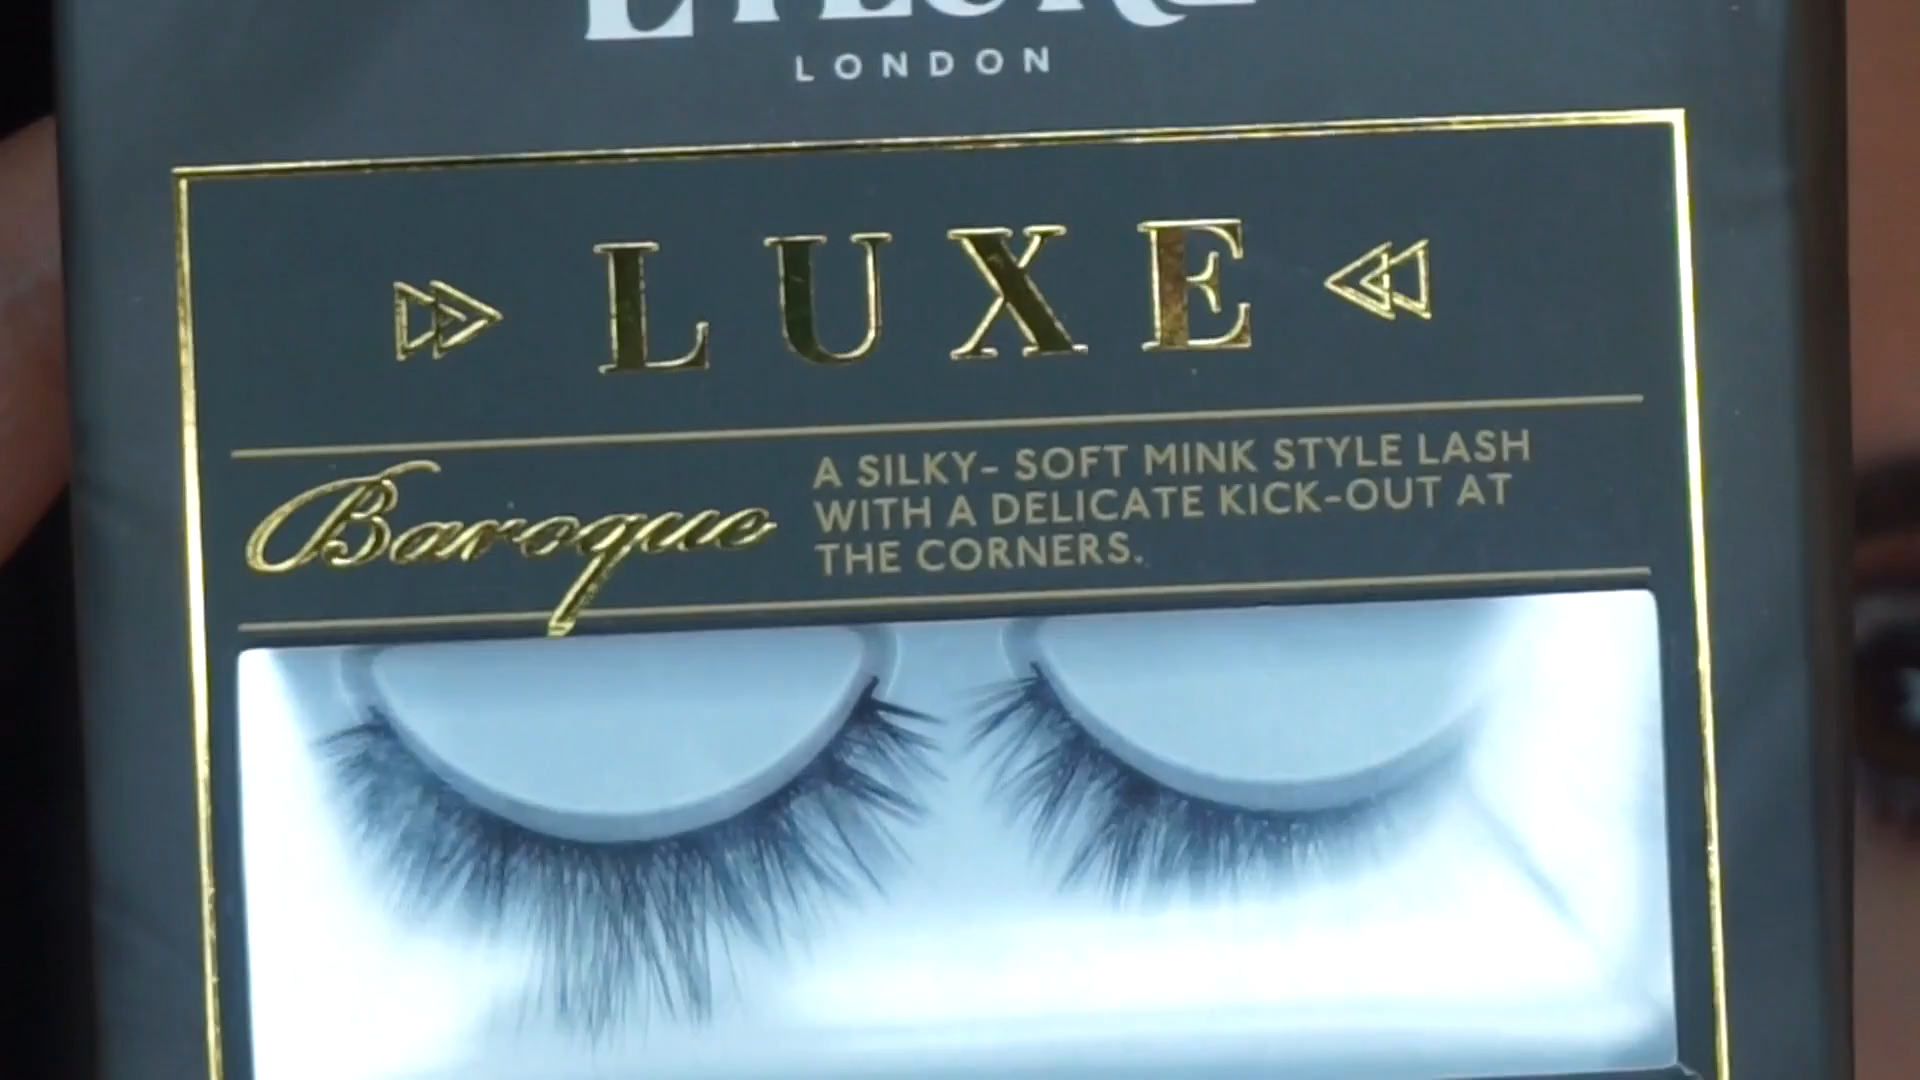 LONDON
LUXE
Baroque
A SILKY- SOFT MINK STYLE LASH
WITH A DELICATE KICK-OUT AT
THE CORNERS.